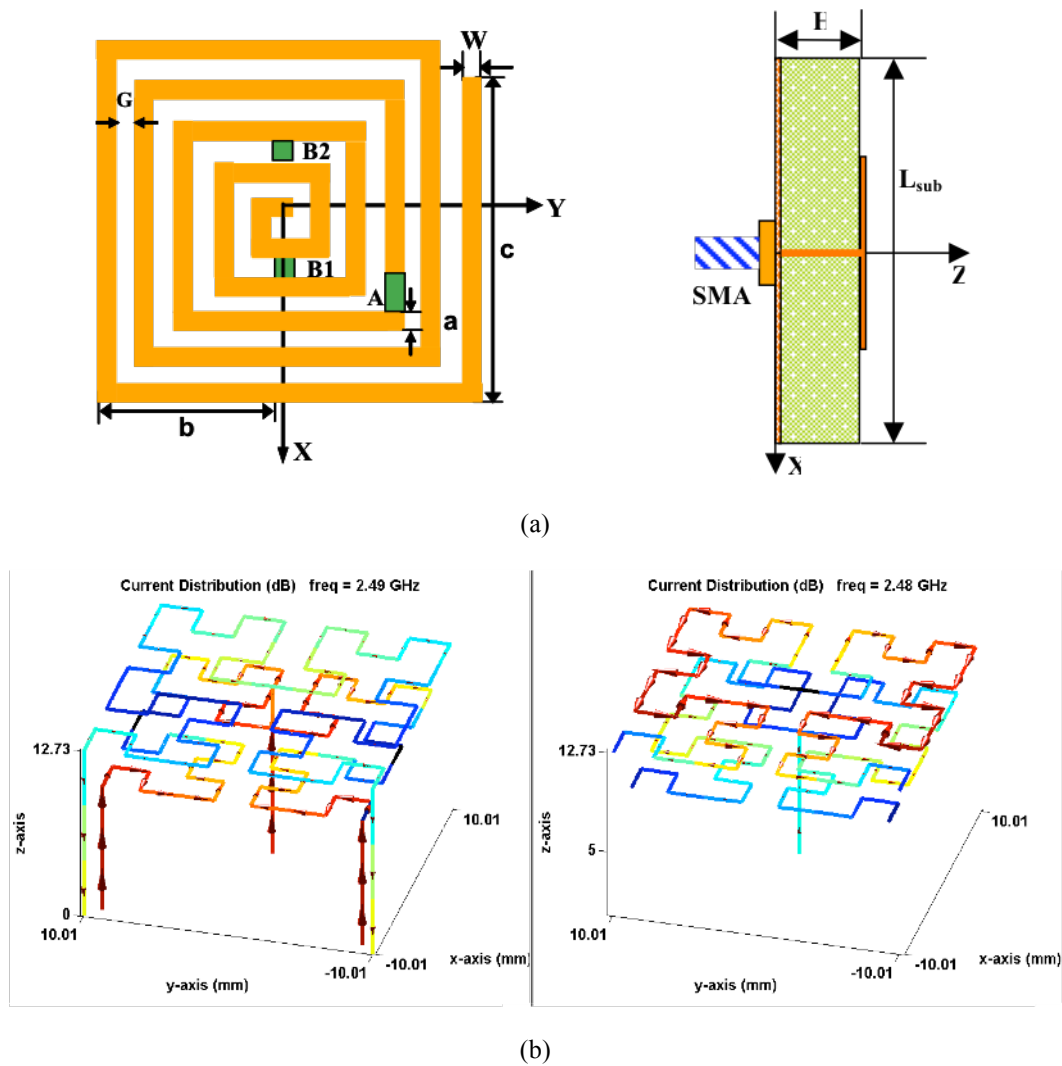 W
G
B2
Y
c
B1
A
a
b
X
SMA
Z
L_sub
X
(a)
Current Distribution (dB) freq = 2.49 GHz
12.73
z-axis
0
10.01
y-axis (mm)
-10.01
-10.01
x-axis (mm)
10.01
Current Distribution (dB) freq = 2.48 GHz
12.73
z-axis
5
10.01
y-axis (mm)
-10.01
-10.01
x-axis (mm)
10.01
(b)